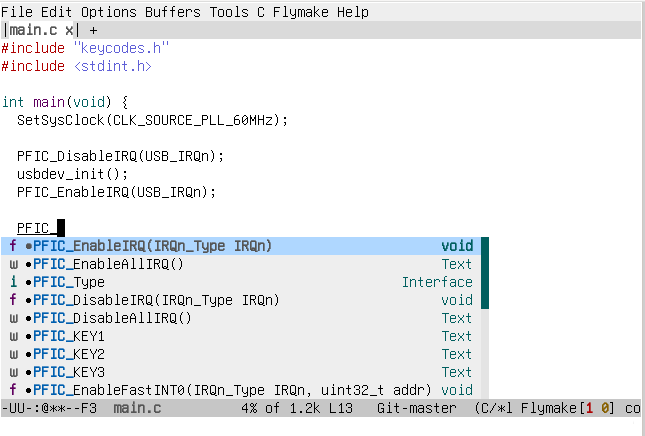 File Edit Options Buffers Tools C Flymake Help
|main.c x| +
#include "keycodes.h"
#include <stdint.h>
int main(void) {
SetSysClock(CLK_SOURCE_PLL_60MHz);
PFIC_DisableIRQ(USB_IRQn);
usbdev_init();
PFIC_EnableIRQ(USB_IRQn);
PFIC_
f •PFIC_EnableIRQ(IRQn_Type IRQn) void
w •PFIC_EnableAllIRQ() Text
i •PFIC_Type Interface
f •PFIC_DisableIRQ(IRQn_Type IRQn) void
w •PFIC_DisableAllIRQ() Text
w •PFIC_KEY1 Text
w •PFIC_KEY2 Text
w •PFIC_KEY3 Text
f •PFIC_EnableFastINT0(IRQn_Type IRQn, uint32_t addr) void
-UU-:@**--F3 main.c 4% of 1.2k L13 Git-master (C/*l Flymake[1 0] co